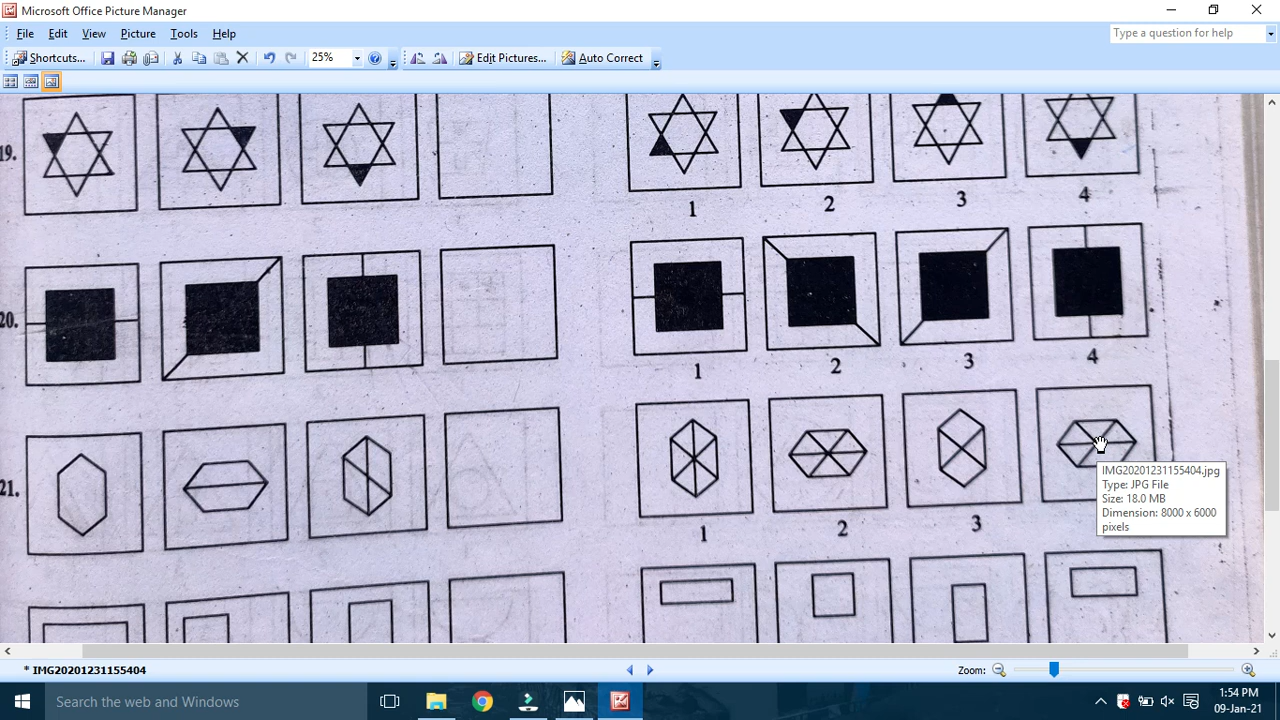 Microsoft Office Picture Manager
File Edit View Picture Tools Help
Type a question for help
Shortcuts... 25% Edit Pictures... Auto Correct
19.
1 2 3 4
20.
1 2 3 4
21.
1 2 3
IMG20201231155404.jpg
Type: JPG File
Size: 18.0 MB
Dimension: 8000 x 6000
pixels
* IMG20201231155404
Zoom:
Search the web and Windows
1:54 PM
09-Jan-21